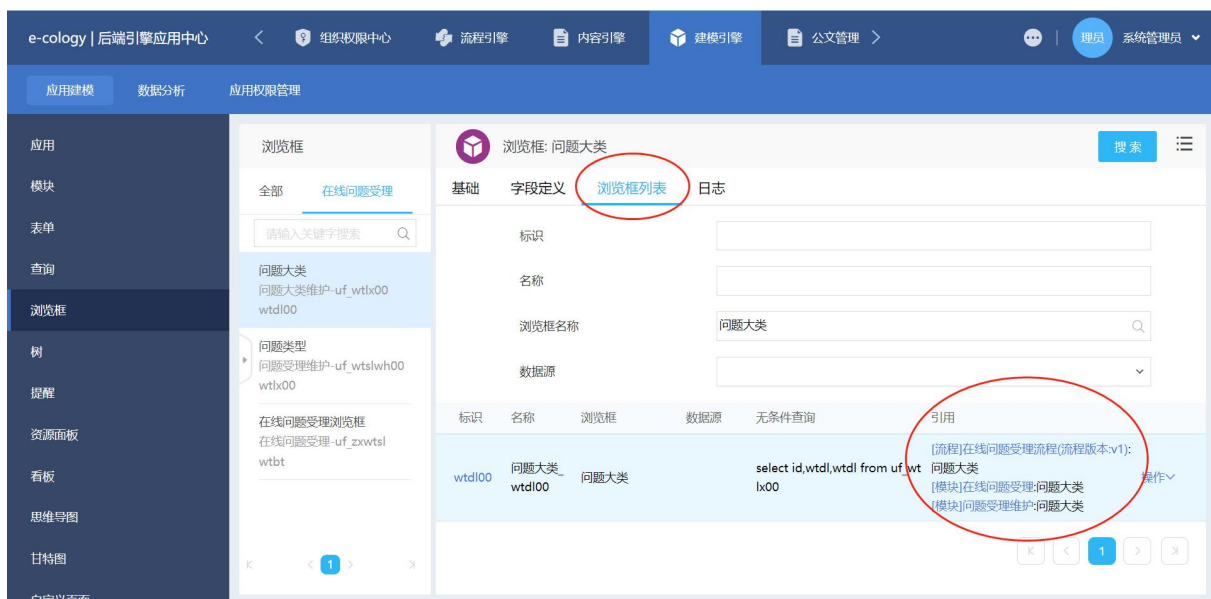 e-cology | 后端引擎应用中心
组织权限中心
流程引擎
内容引擎
建模引擎
公文管理
理员
系统管理员
应用建模
数据分析
应用权限管理
应用
模块
表单
查询
浏览框
树
提醒
资源面板
看板
思维导图
甘特图
自定义页面
浏览框
全部
在线问题受理
请输入关键字搜索
问题大类
问题大类维护-uf_wtlx00
wtdl00
问题类型
问题受理维护-uf_wtslwh00
wtlx00
在线问题受理浏览框
在线问题受理-uf_zxwtsl
wtbt
1
浏览框: 问题大类
搜索
基础
字段定义
浏览框列表
日志
标识
名称
浏览框名称
问题大类
数据源
标识
名称
浏览框
数据源
无条件查询
引用
wtdl00
问题大类_
wtdl00
问题大类
select id,wtdl,wtdl from uf_wt
lx00
[流程]在线问题受理流程(流程版本:v1):
问题大类
[模块]在线问题受理:问题大类
[模块]问题受理维护:问题大类
操作
1